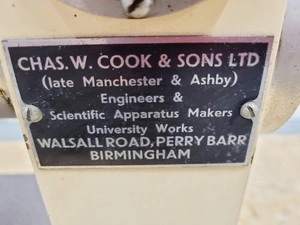 CHAS. W. COOK & SONS LTD
(late Manchester & Ashby)
Engineers &
Scientific Apparatus Makers
University Works
WALSALL ROAD, PERRY BARR
BIRMINGHAM